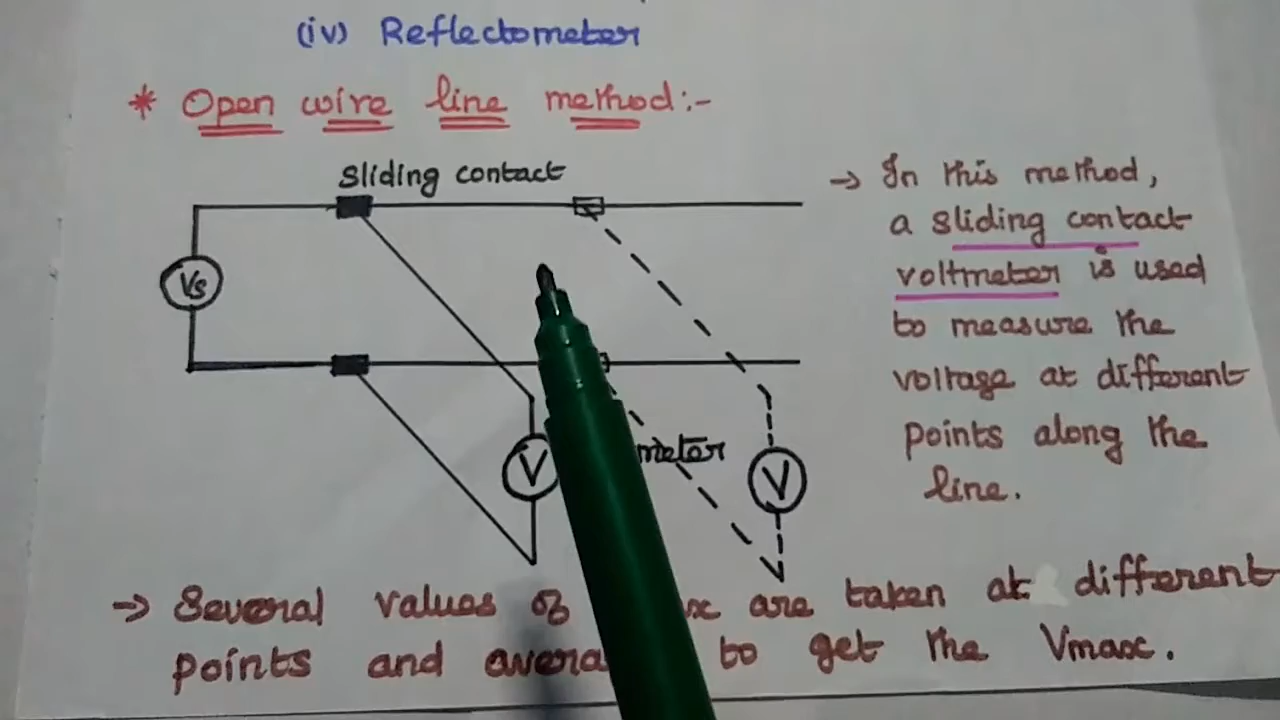 (iv) Reflectometer
* Open wire line method:-
Sliding contact
Vs
V
meter
V
→ In this method,
a sliding contact
voltmeter is used
to measure the
voltage at different
points along the
line.
→ Several values of are taken at different
points and to get the Vmax.